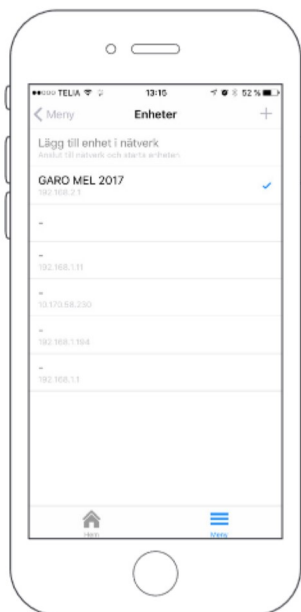 TELIA 13:15 52 %
Meny Enheter +
Lägg till enhet i nätverk
Anslut till nätverk och starta enheten
GARO MEL 2017
192.168.2.1
-
-
192.168.1.11
-
10.170.68.250
-
192.168.1.164
-
192.168.1.1
Hem Meny